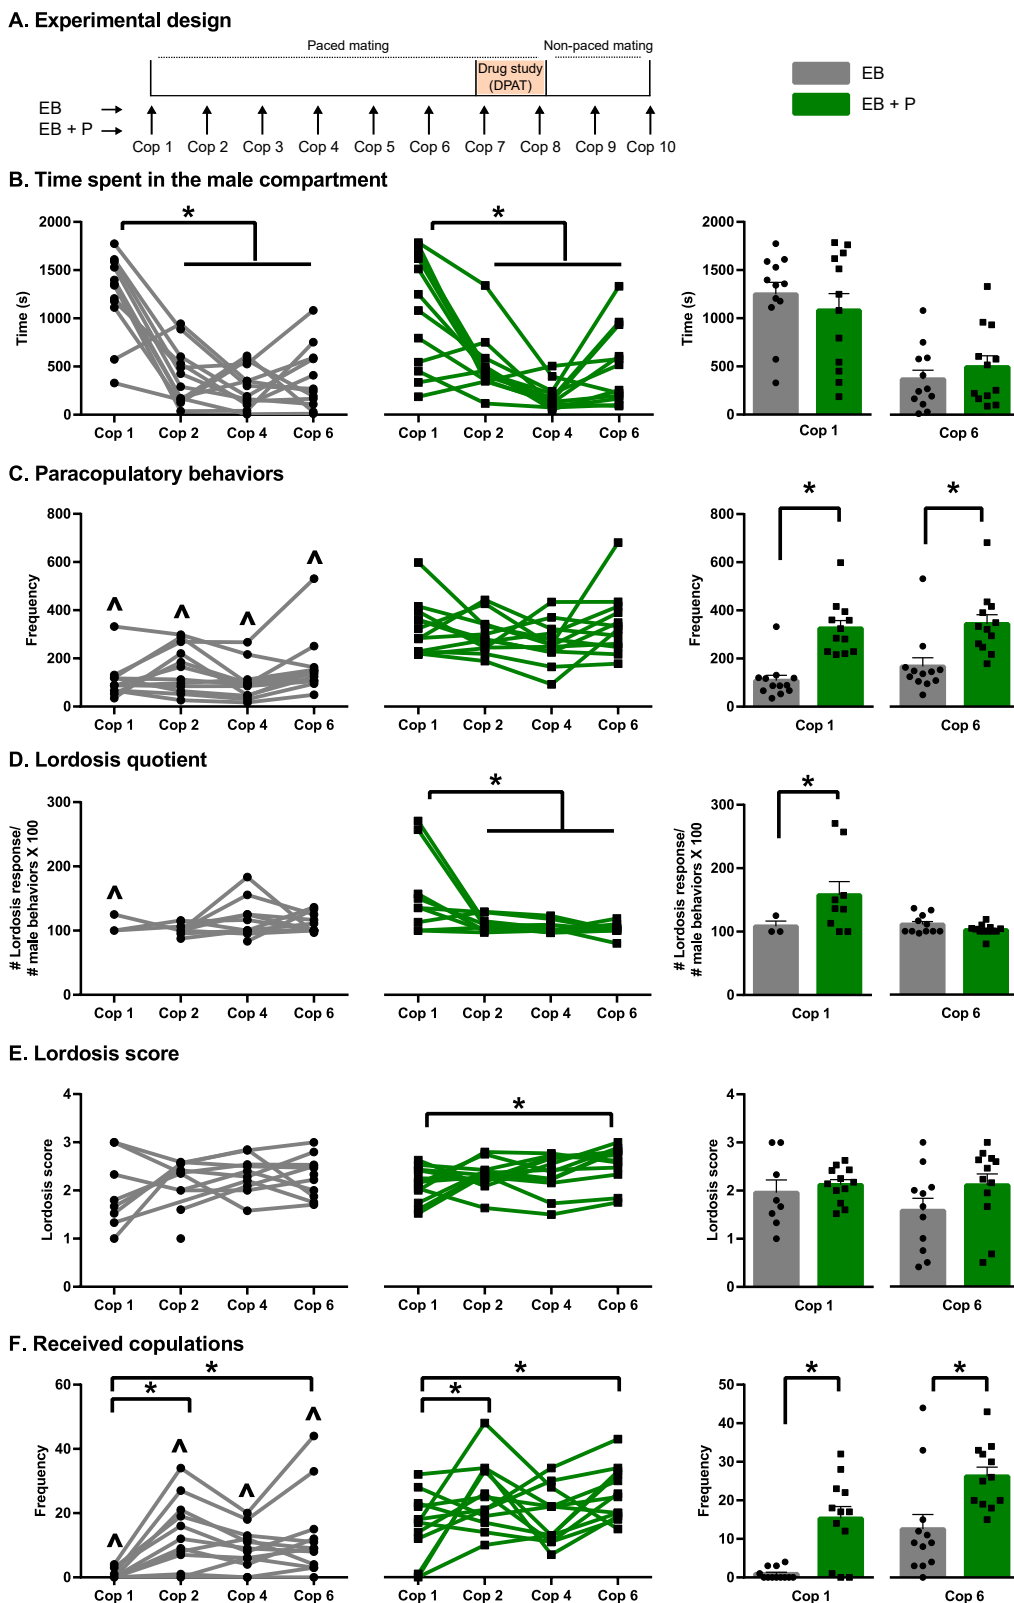 A. Experimental design
Paced mating
Non-paced mating
Drug study
(DPAT)
EB
EB + P
EB
EB + P
Cop 1 Cop 2 Cop 3 Cop 4 Cop 5 Cop 6 Cop 7 Cop 8 Cop 9 Cop 10
B. Time spent in the male compartment
Time (s)
2000
1500
1000
500
0
*
Cop 1 Cop 2 Cop 4 Cop 6
*
Cop 1 Cop 2 Cop 4 Cop 6
Time (s)
2000
1500
1000
500
0
Cop 1 Cop 6
C. Paracopulatory behaviors
Frequency
800
600
400
200
0
^ ^ ^ ^
Cop 1 Cop 2 Cop 4 Cop 6
Cop 1 Cop 2 Cop 4 Cop 6
Frequency
800
600
400
200
0
* *
Cop 1 Cop 6
D. Lordosis quotient
# Lordosis response/
# male behaviors X 100
300
200
100
0
^
Cop 1 Cop 2 Cop 4 Cop 6
*
Cop 1 Cop 2 Cop 4 Cop 6
# Lordosis response/
# male behaviors X 100
300
200
100
0
*
Cop 1 Cop 6
E. Lordosis score
Lordosis score
4
3
2
1
0
Cop 1 Cop 2 Cop 4 Cop 6
*
Cop 1 Cop 2 Cop 4 Cop 6
Lordosis score
4
3
2
1
0
Cop 1 Cop 6
F. Received copulations
Frequency
60
40
20
0
* *
^ ^ ^ ^
Cop 1 Cop 2 Cop 4 Cop 6
* *
Cop 1 Cop 2 Cop 4 Cop 6
Frequency
50
40
30
20
10
0
* *
Cop 1 Cop 6